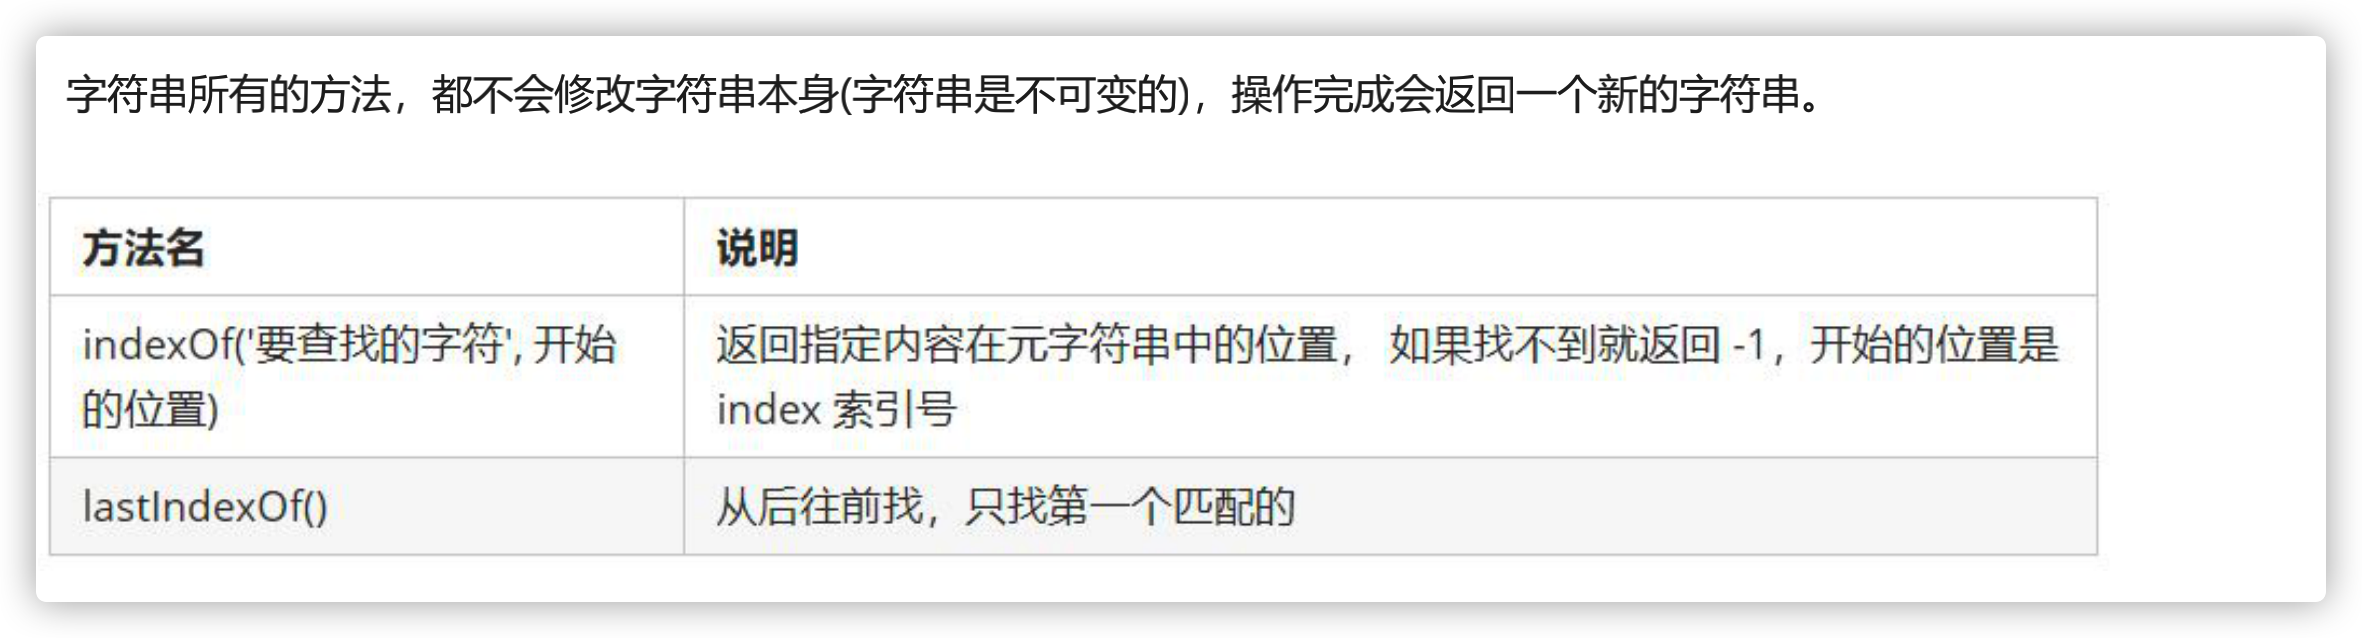 字符串所有的方法，都不会修改字符串本身(字符串是不可变的)，操作完成会返回一个新的字符串。
方法名
说明
indexOf('要查找的字符', 开始
的位置)
返回指定内容在元字符串中的位置， 如果找不到就返回 -1，开始的位置是
index 索引号
lastIndexOf()
从后往前找，只找第一个匹配的